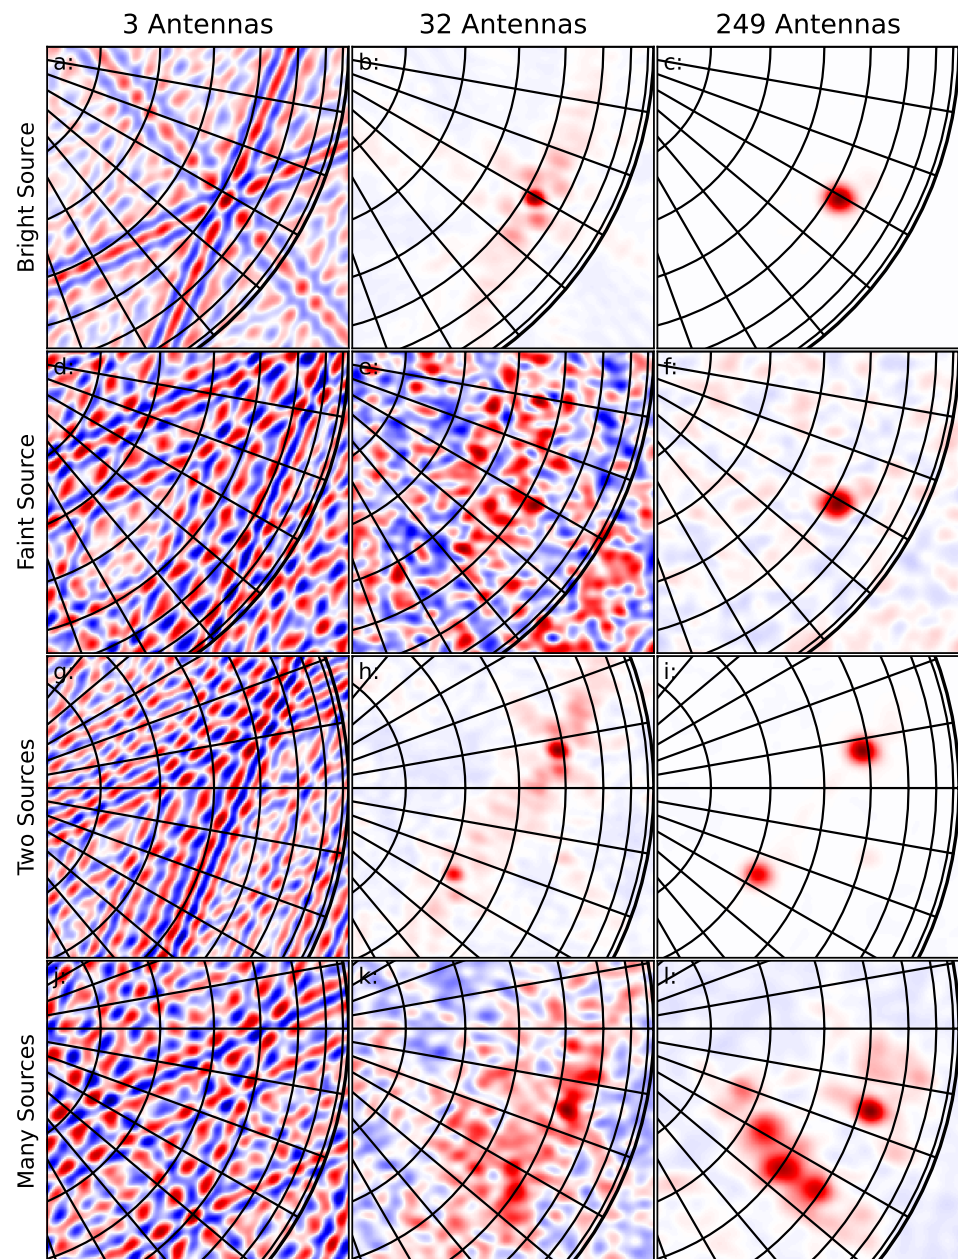 3 Antennas 32 Antennas 249 Antennas
Bright Source
a: b: c:
Faint Source
d: e: f:
Two Sources
g: h: i:
Many Sources
j: k: l: